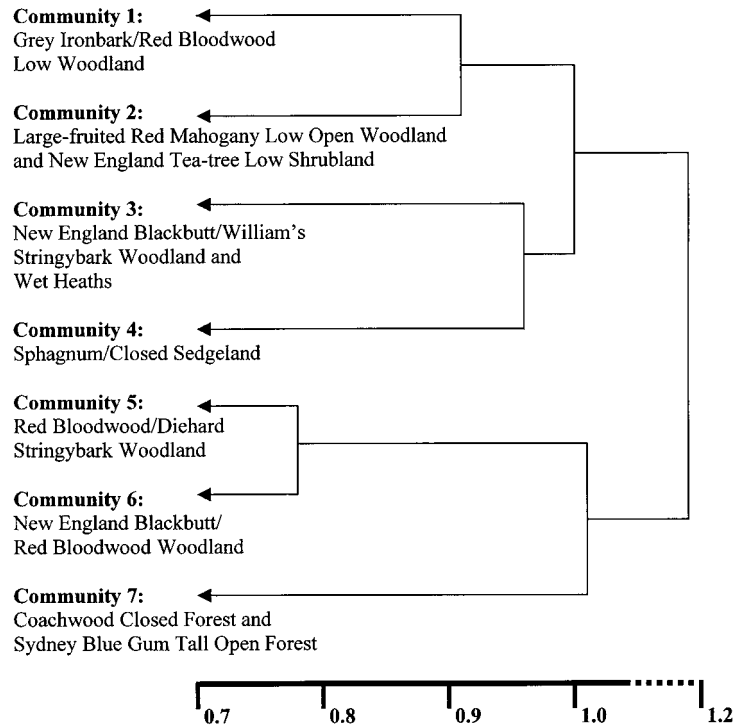 Community 1:
Grey Ironbark/Red Bloodwood
Low Woodland
Community 2:
Large-fruited Red Mahogany Low Open Woodland
and New England Tea-tree Low Shrubland
Community 3:
New England Blackbutt/William's
Stringybark Woodland and
Wet Heaths
Community 4:
Sphagnum/Closed Sedgeland
Community 5:
Red Bloodwood/Diehard
Stringybark Woodland
Community 6:
New England Blackbutt/
Red Bloodwood Woodland
Community 7:
Coachwood Closed Forest and
Sydney Blue Gum Tall Open Forest
0.7 0.8 0.9 1.0 1.2